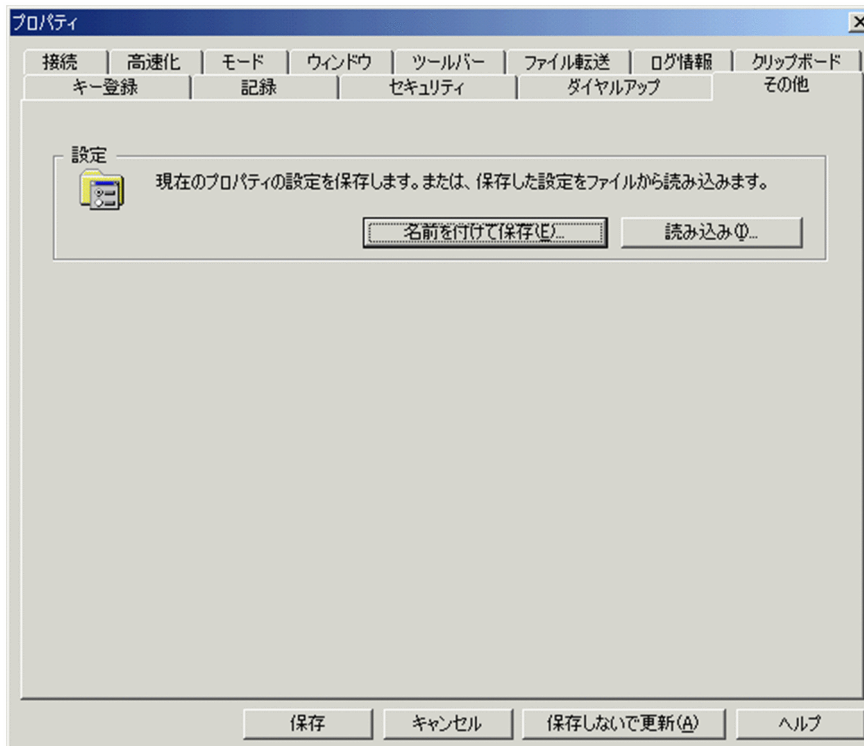 プロパティ
接続 高速化 モード ウィンドウ ツールバー ファイル転送 ログ情報 クリップボード
キー登録 記録 セキュリティ ダイヤルアップ その他
設定
現在のプロパティの設定を保存します。または、保存した設定をファイルから読み込みます。
名前を付けて保存(E)... 読み込み(I)...
保存 キャンセル 保存しないで更新(A) ヘルプ